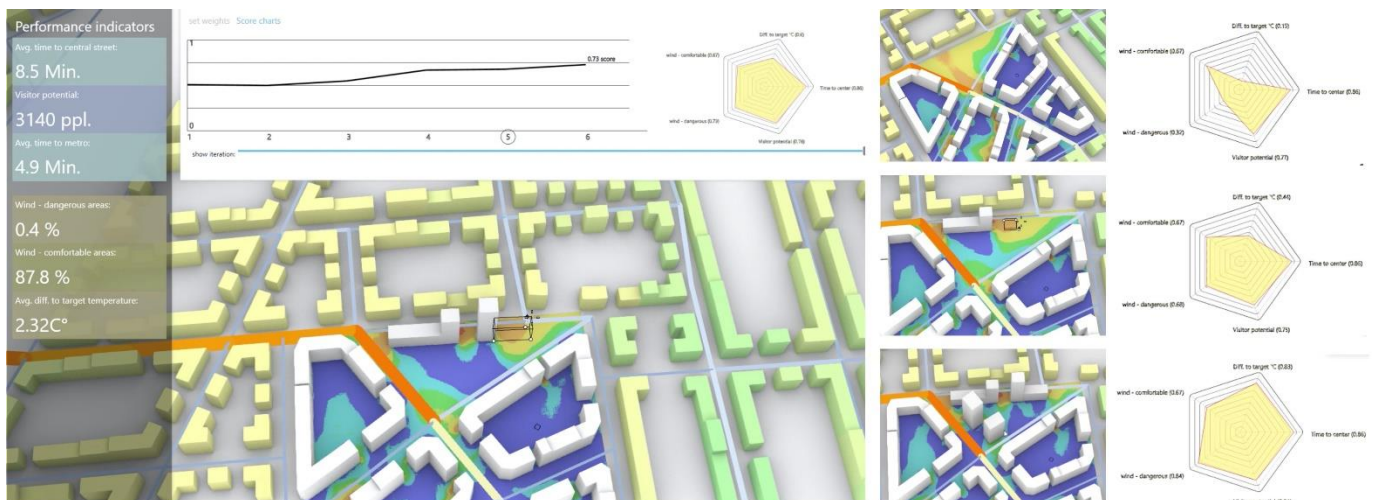 Performance indicators
Avg. time to central street:
8.5 Min.
Visitor potential:
3140 ppl.
Avg. time to metro:
4.9 Min.
Wind - dangerous areas:
0.4 %
Wind - comfortable areas:
87.8 %
Avg. diff. to target temperature:
2.32C°
set weights Score charts
1
0.73 score
0
1 2 3 4 5 6
show iteration:
Diff. to target °C (0.6)
wind - comfortable (0.67)
Time to center (0.86)
wind - dangerous (0.73)
Visitor potential (0.78)
Diff. to target °C (0.13)
wind - comfortable (0.67)
Time to center (0.86)
wind - dangerous (0.32)
Visitor potential (0.77)
Diff. to target °C (0.44)
wind - comfortable (0.67)
Time to center (0.86)
wind - dangerous (0.68)
Visitor potential (0.75)
Diff. to target °C (0.83)
wind - comfortable (0.67)
Time to center (0.86)
wind - dangerous (0.84)